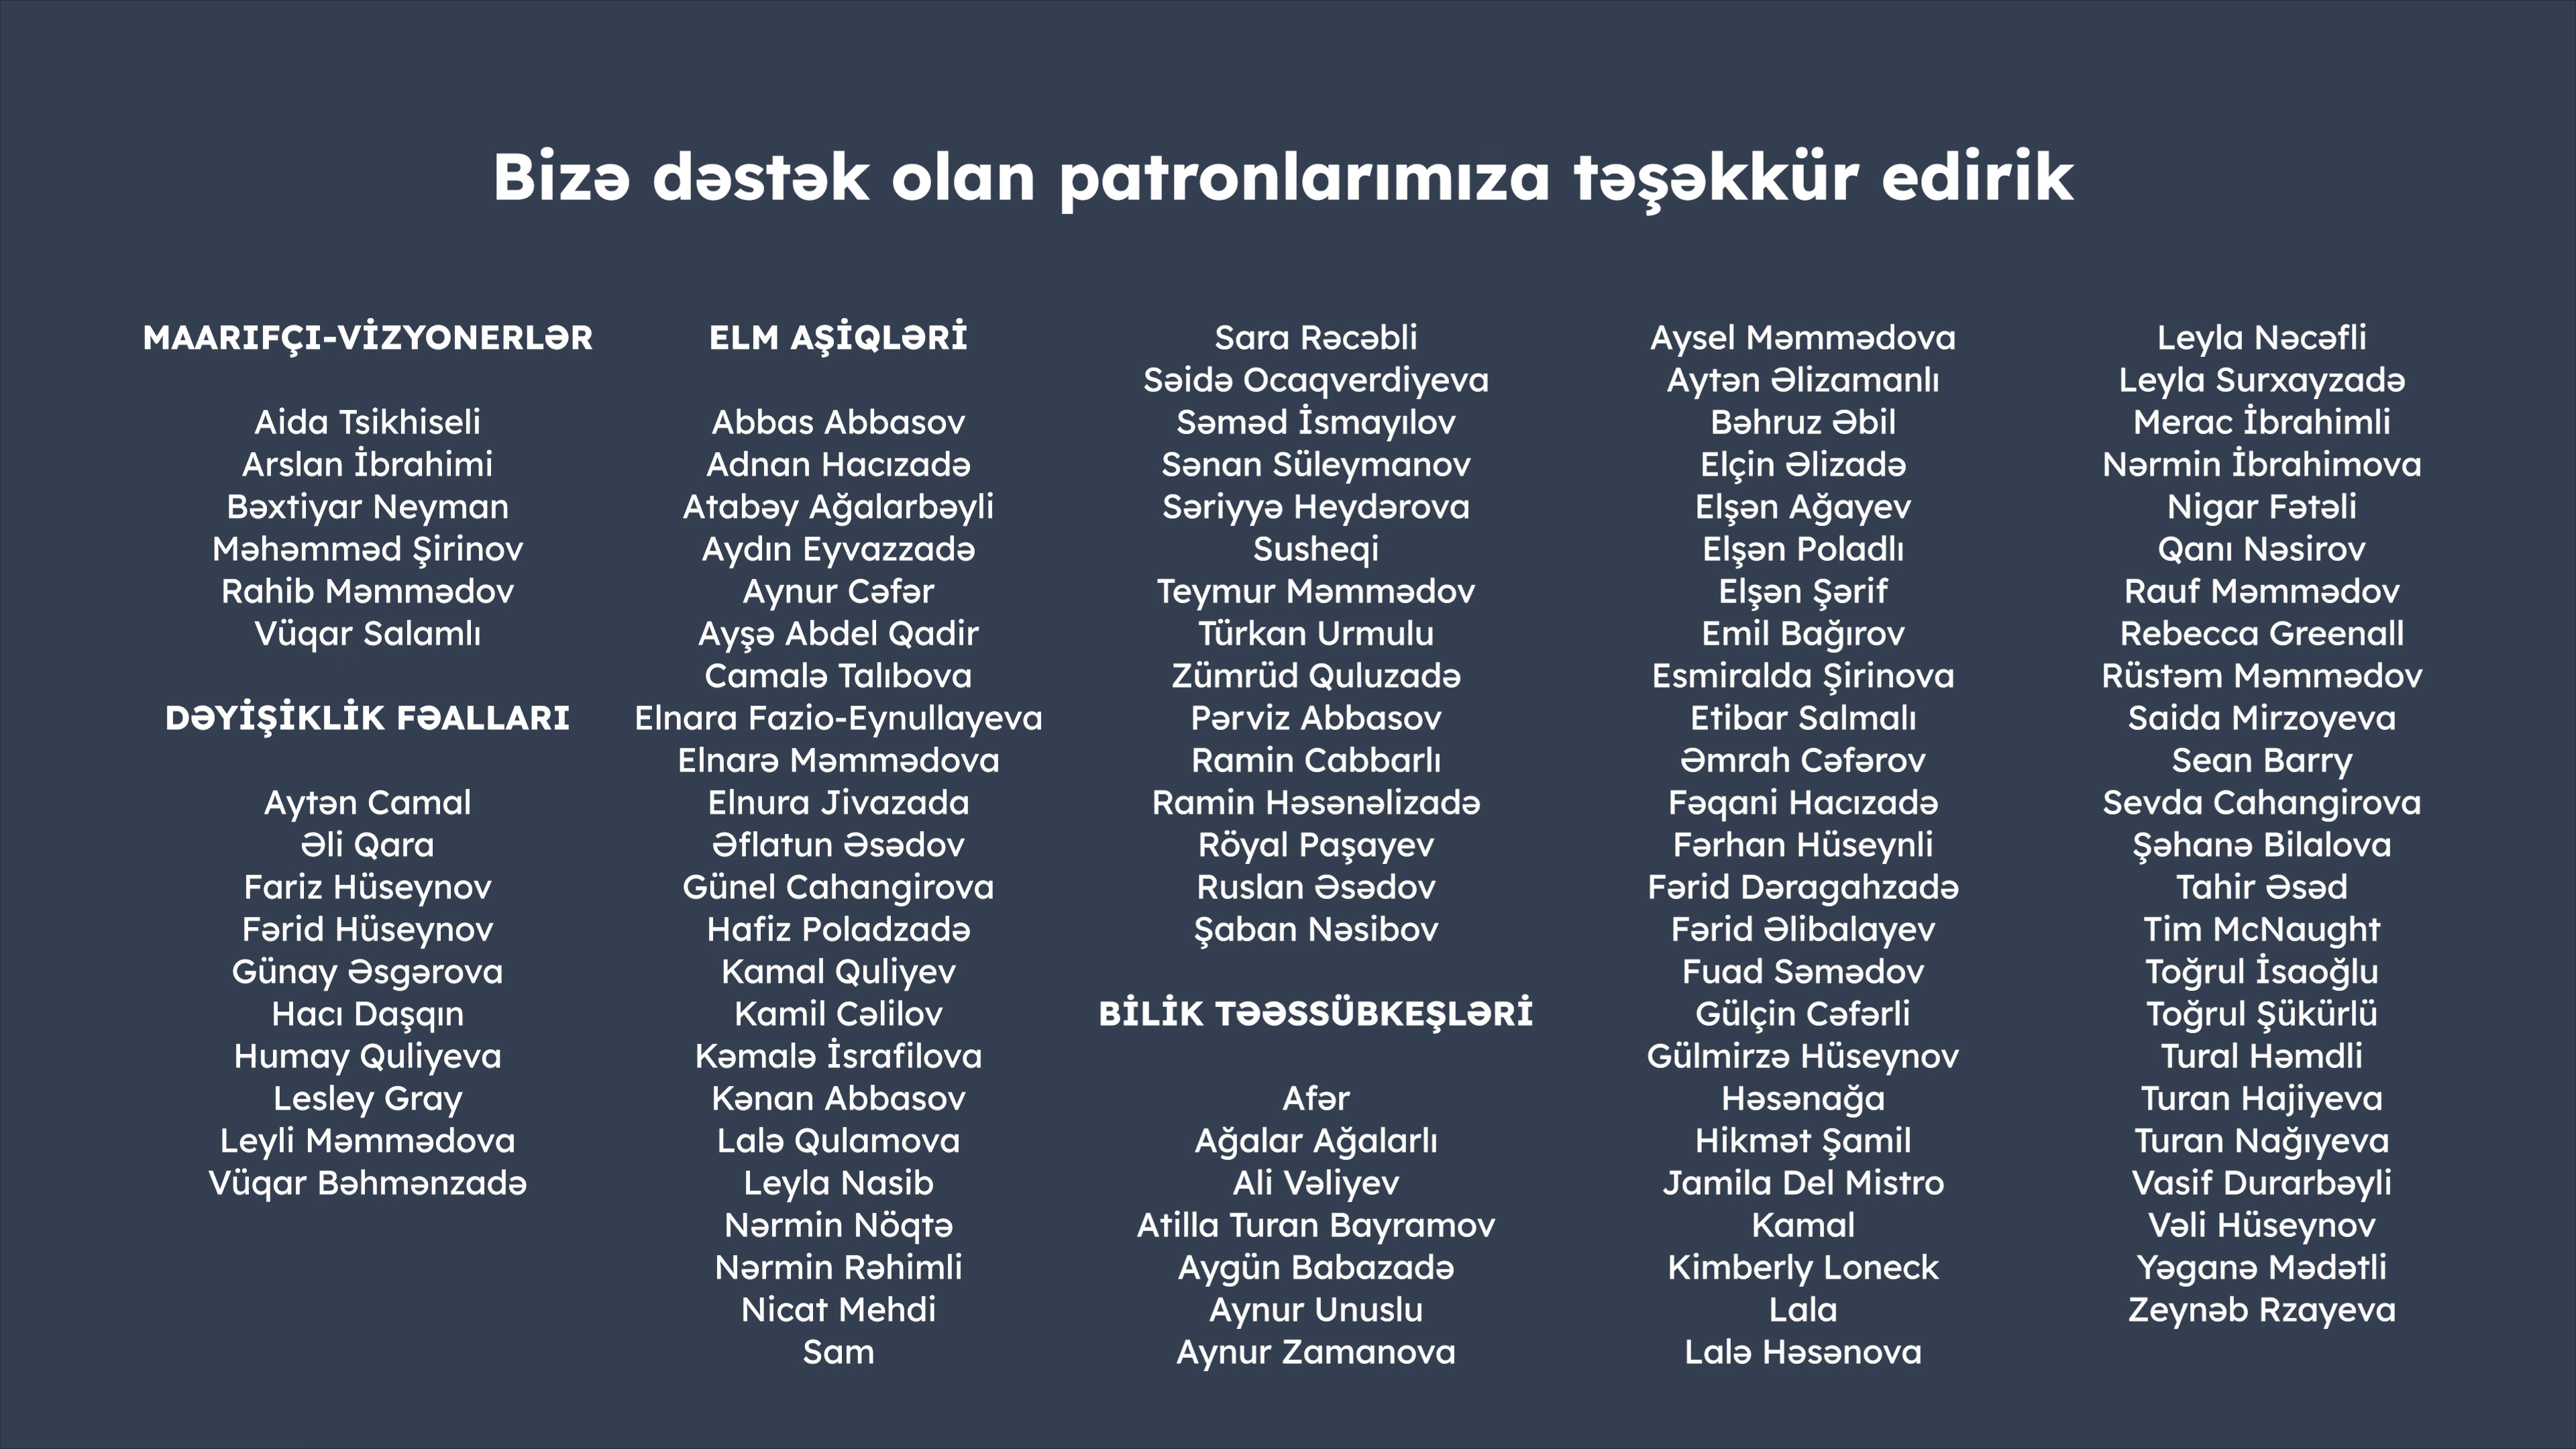 Bizə dəstək olan patronlarımıza təşəkkür edirik
MAARIFÇI-VİZYONERLƏR
Aida Tsikhiseli
Arslan İbrahimi
Bəxtiyar Neyman
Məhəmməd Şirinov
Rahib Məmmədov
Vüqar Salamlı
DƏYİŞİKLİK FƏALLARI
Aytən Camal
Əli Qara
Fariz Hüseynov
Fərid Hüseynov
Günay Əsgərova
Hacı Daşqın
Humay Quliyeva
Lesley Gray
Leyli Məmmədova
Vüqar Bəhmənzadə
ELM AŞİQLƏRİ
Abbas Abbasov
Adnan Hacızadə
Atabəy Ağalarbəyli
Aydın Eyvazzadə
Aynur Cəfər
Ayşə Abdel Qadir
Camalə Talıbova
Elnara Fazio-Eynullayeva
Elnarə Məmmədova
Elnura Jivazada
Əflatun Əsədov
Günel Cahangirova
Hafiz Poladzadə
Kamal Quliyev
Kamil Cəlilov
Kəmalə İsrafilova
Kənan Abbasov
Lalə Qulamova
Leyla Nasib
Nərmin Nöqtə
Nərmin Rəhimli
Nicat Mehdi
Sam
Sara Rəcəbli
Səidə Ocaqverdiyeva
Səməd İsmayılov
Sənan Süleymanov
Səriyyə Heydərova
Susheqi
Teymur Məmmədov
Türkan Urmulu
Zümrüd Quluzadə
Pərviz Abbasov
Ramin Cabbarlı
Ramin Həsənəlizadə
Röyal Paşayev
Ruslan Əsədov
Şaban Nəsibov
BİLİK TƏƏSSÜBKEŞLƏRİ
Afər
Ağalar Ağalarlı
Ali Vəliyev
Atilla Turan Bayramov
Aygün Babazadə
Aynur Unuslu
Aynur Zamanova
Aysel Məmmədova
Aytən Əlizamanlı
Bəhruz Əbil
Elçin Əlizadə
Elşən Ağayev
Elşən Poladlı
Elşən Şərif
Emil Bağırov
Esmiralda Şirinova
Etibar Salmalı
Əmrah Cəfərov
Fəqani Hacızadə
Fərhan Hüseynli
Fərid Dəragahzadə
Fərid Əlibalayev
Fuad Səmədov
Gülçin Cəfərli
Gülmirzə Hüseynov
Həsənağa
Hikmət Şamil
Jamila Del Mistro
Kamal
Kimberly Loneck
Lala
Lalə Həsənova
Leyla Nəcəfli
Leyla Surxayzadə
Merac İbrahimli
Nərmin İbrahimova
Nigar Fətəli
Qanı Nəsirov
Rauf Məmmədov
Rebecca Greenall
Rüstəm Məmmədov
Saida Mirzoyeva
Sean Barry
Sevda Cahangirova
Şəhanə Bilalova
Tahir Əsəd
Tim McNaught
Toğrul İsaoğlu
Toğrul Şükürlü
Tural Həmdli
Turan Hajiyeva
Turan Nağıyeva
Vasif Durarbəyli
Vəli Hüseynov
Yəganə Mədətli
Zeynəb Rzayeva